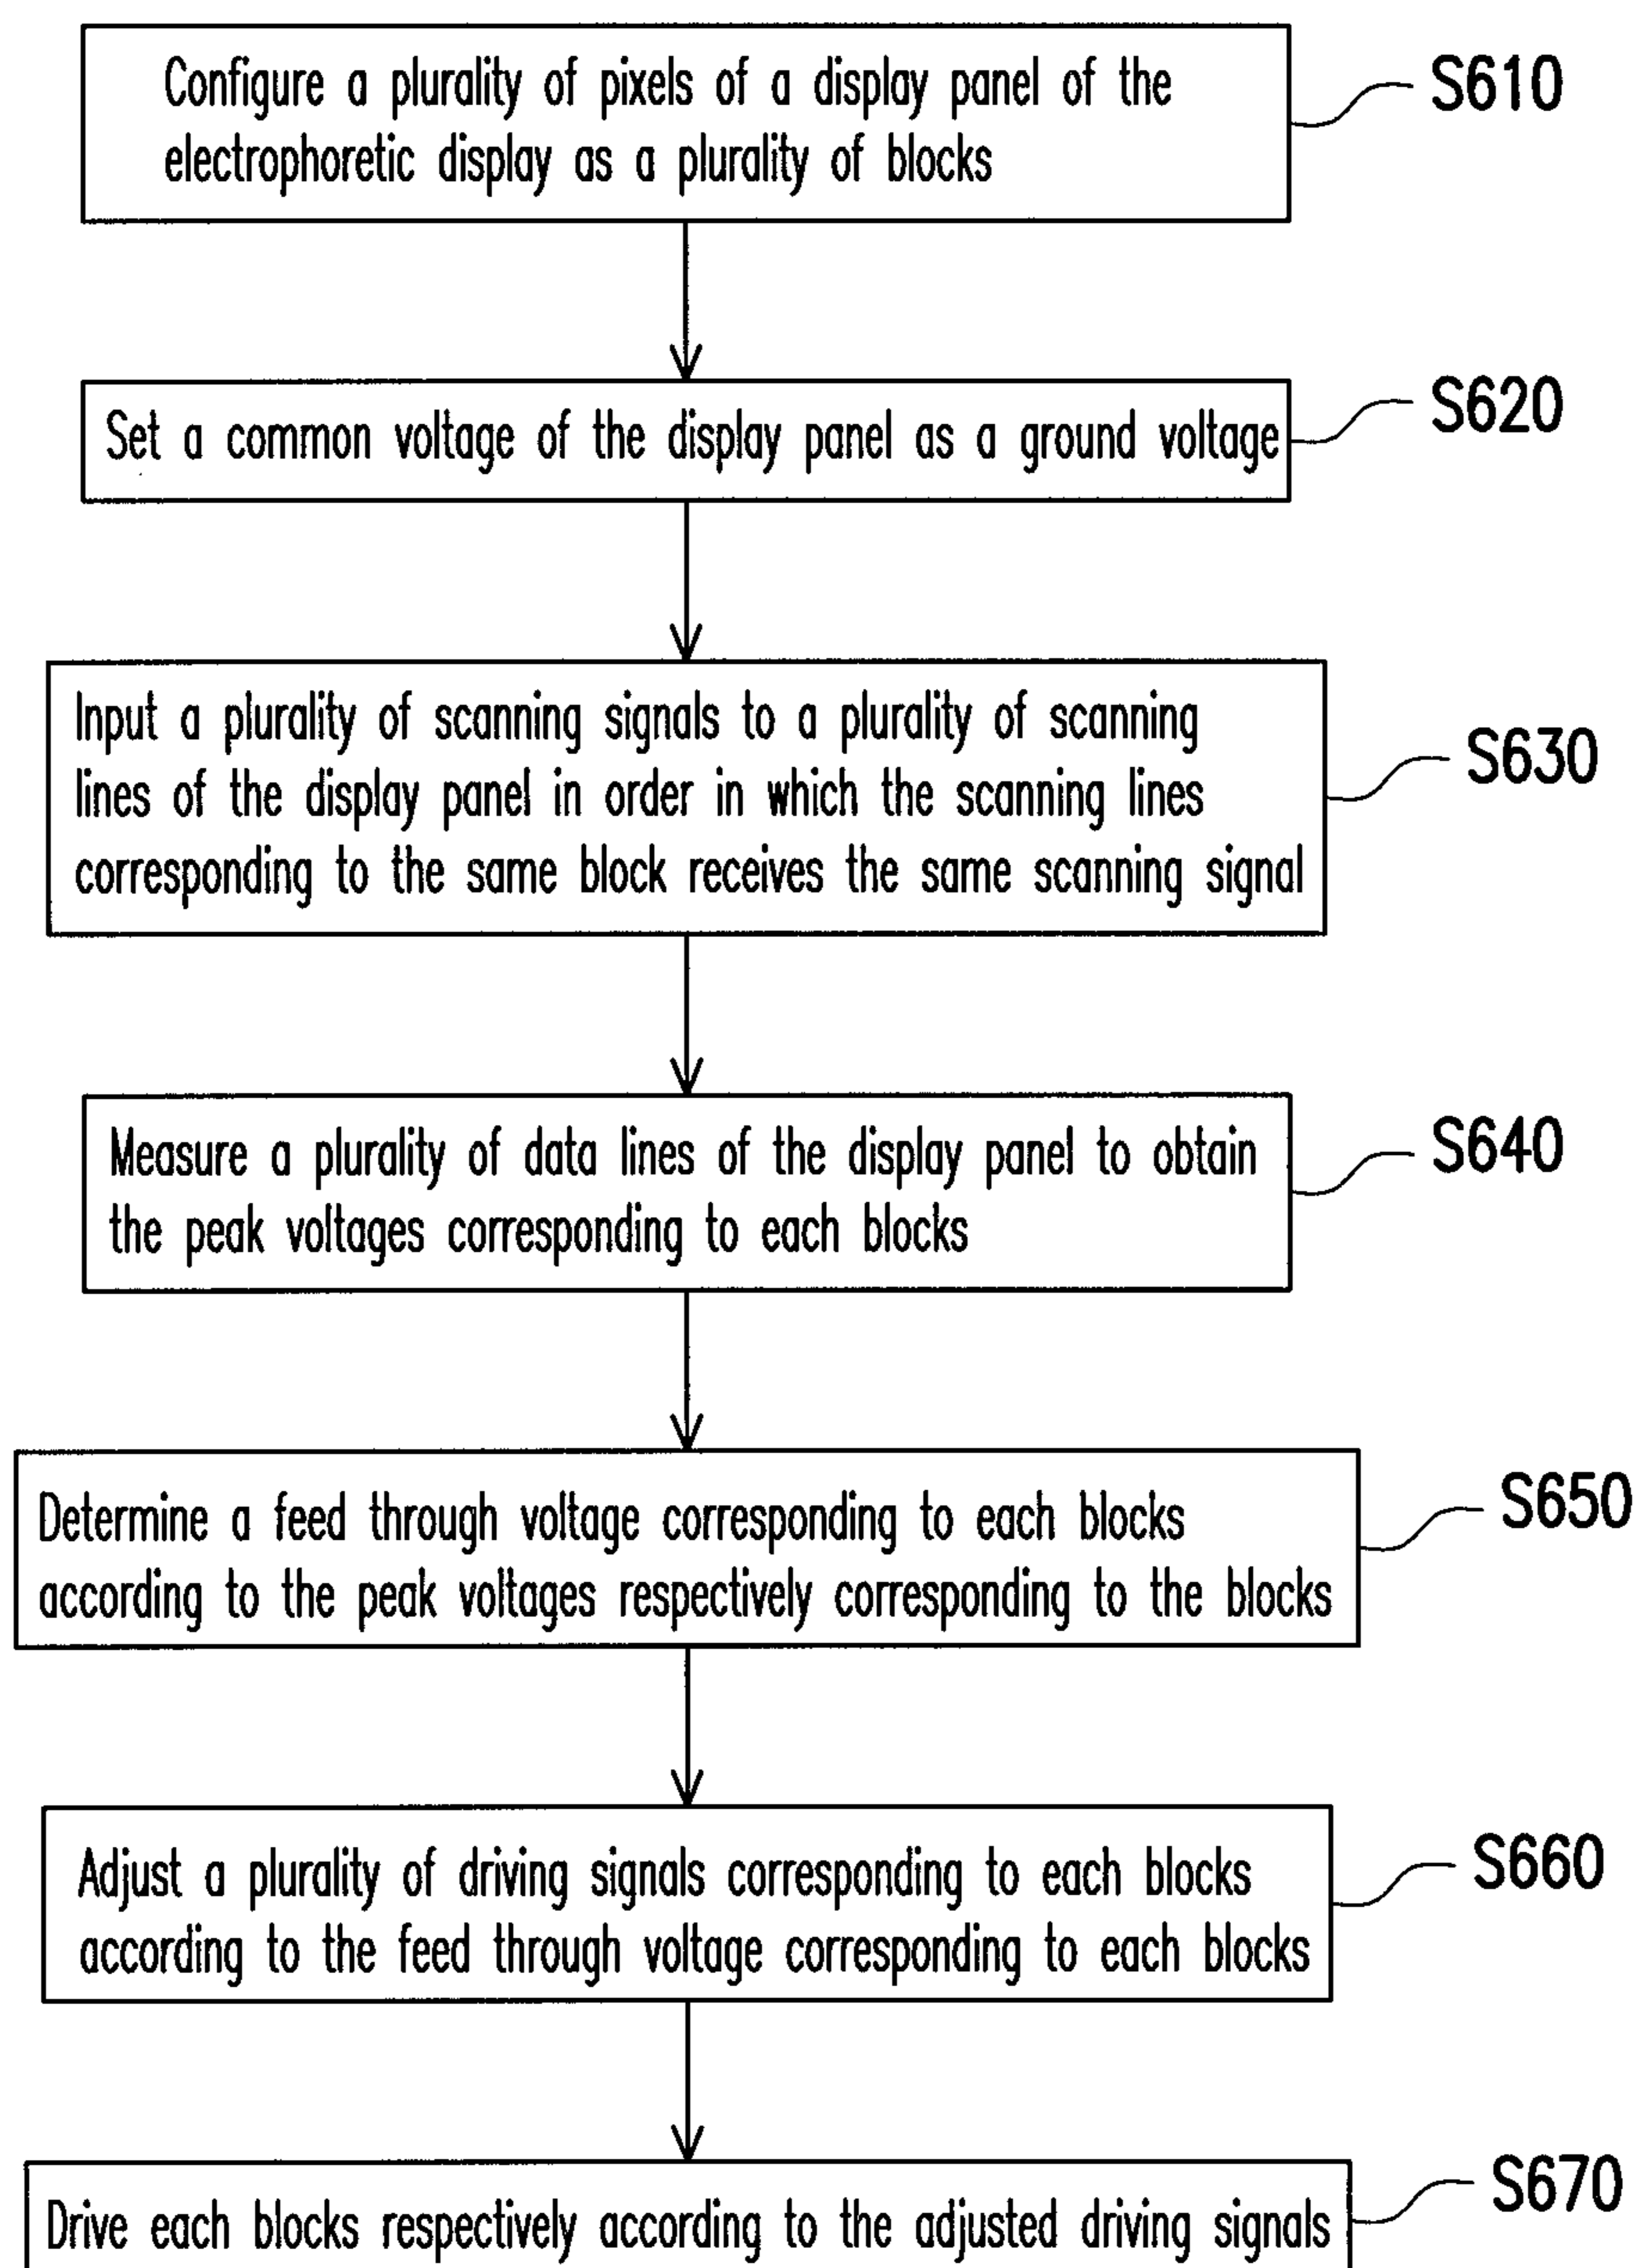 Configure a plurality of pixels of a display panel of the
electrophoretic display as a plurality of blocks
S610
Set a common voltage of the display panel as a ground voltage
S620
Input a plurality of scanning signals to a plurality of scanning
lines of the display panel in order in which the scanning lines
corresponding to the same block receives the same scanning signal
S630
Measure a plurality of data lines of the display panel to obtain
the peak voltages corresponding to each blocks
S640
Determine a feed through voltage corresponding to each blocks
according to the peak voltages respectively corresponding to the blocks
S650
Adjust a plurality of driving signals corresponding to each blocks
according to the feed through voltage corresponding to each blocks
S660
Drive each blocks respectively according to the adjusted driving signals
S670